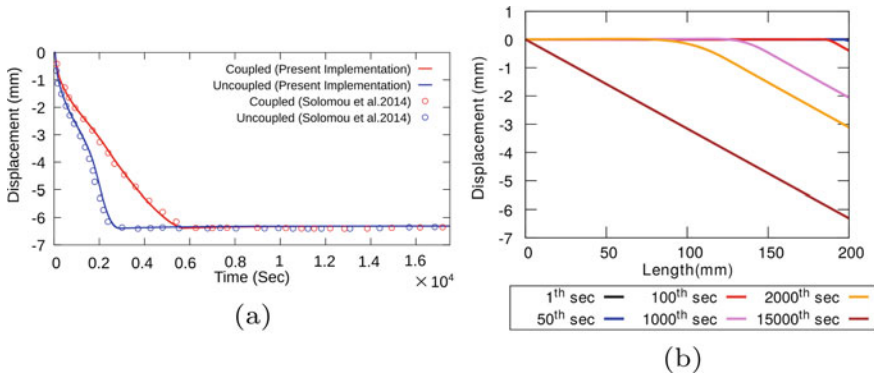 0
-1
-2
-3
-4
-5
-6
-7
Displacement (mm)
Coupled (Present Implementation)
Uncoupled (Present Implementation)
Coupled (Solomou et al.2014)
Uncoupled (Solomou et al.2014)
0 0.2 0.4 0.6 0.8 1 1.2 1.4 1.6
Time (Sec)
× 10⁴
(a)
1
0
-1
-2
-3
-4
-5
-6
-7
Displacement (mm)
0 50 100 150 200
Length(mm)
1th sec 100th sec 2000th sec
50th sec 1000th sec 15000th sec
(b)